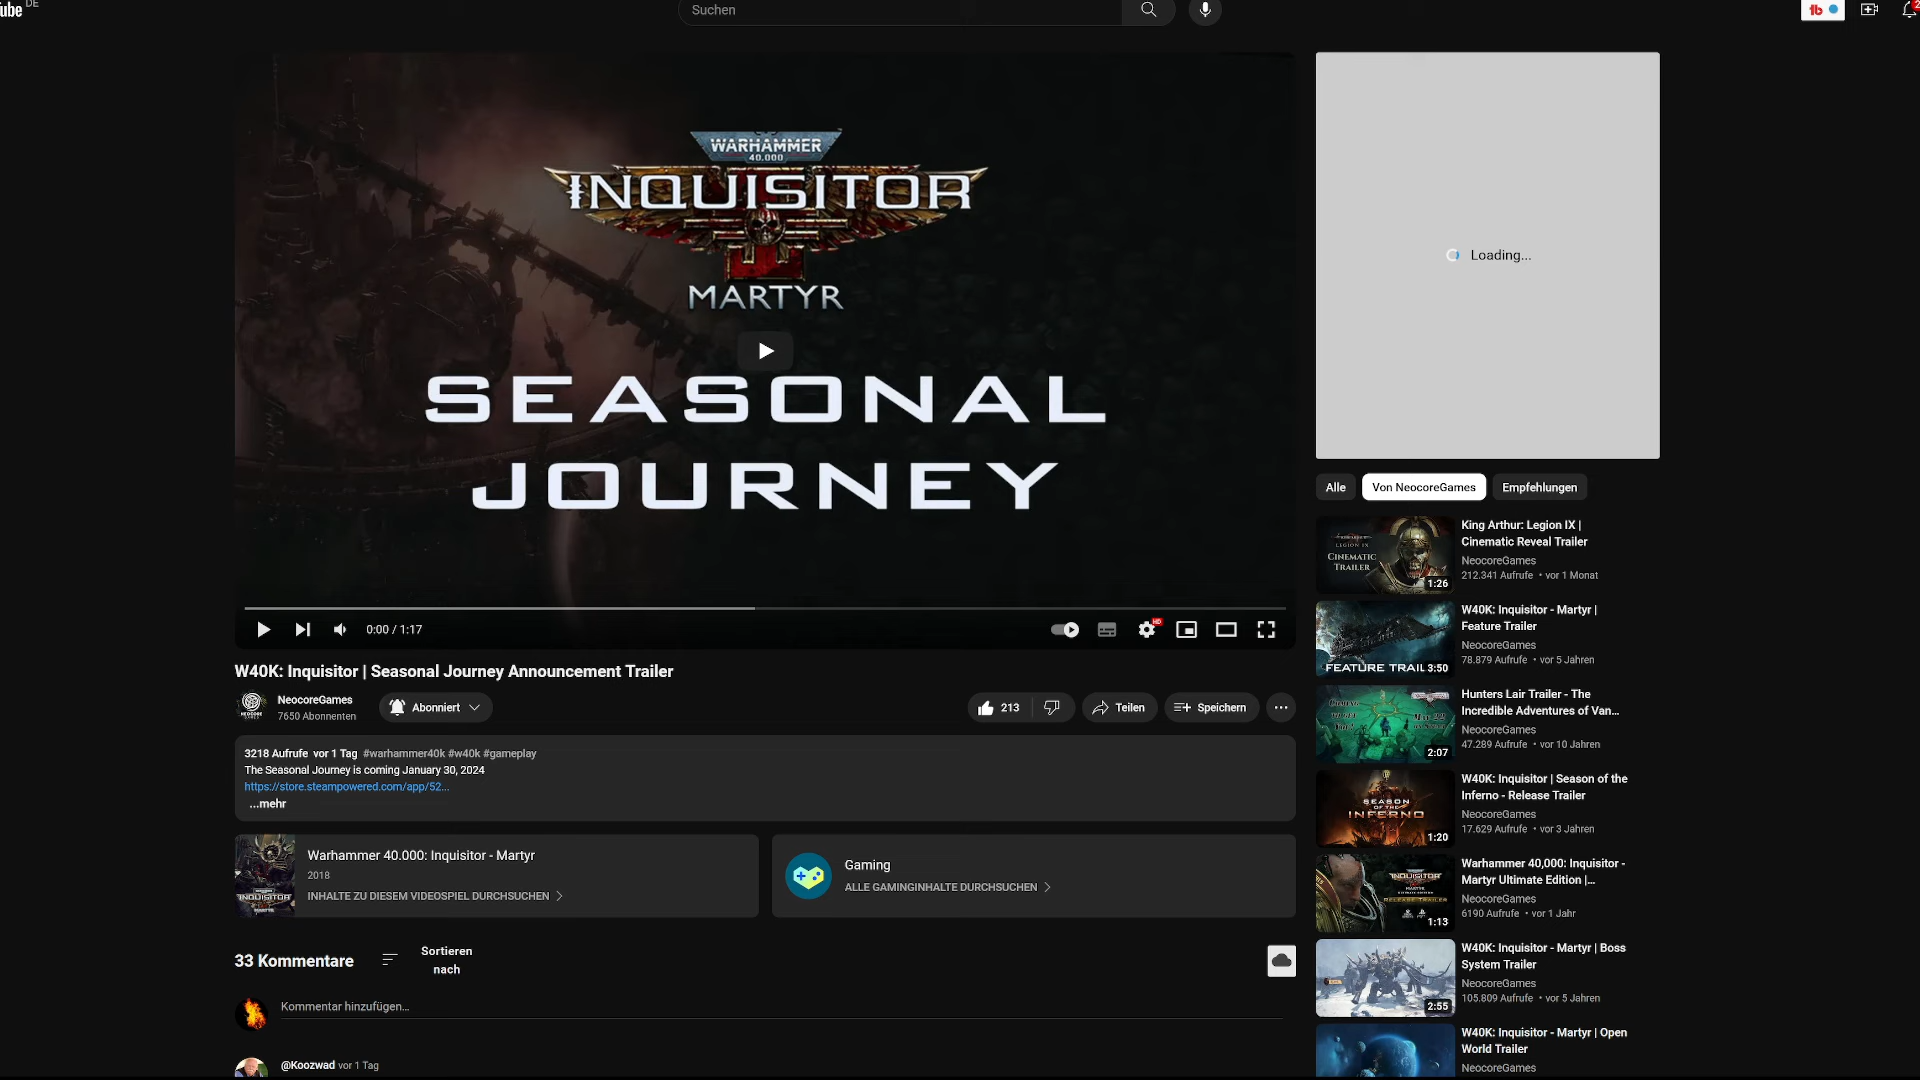 ube DE
Suchen
WARHAMMER
40.000
INQUISITOR
MARTYR
SEASONAL
JOURNEY
0:00 / 1:17
HD
W40K: Inquisitor | Seasonal Journey Announcement Trailer
NeocoreGames
7650 Abonnenten
Abonniert
213
Teilen
Speichern
3218 Aufrufe vor 1 Tag #warhammer40k #w40k #gameplay
The Seasonal Journey is coming January 30, 2024
https://store.steampowered.com/app/52...
...mehr
Warhammer 40.000: Inquisitor - Martyr
2018
INHALTE ZU DIESEM VIDEOSPIEL DURCHSUCHEN
Gaming
ALLE GAMINGINHALTE DURCHSUCHEN
33 Kommentare
Sortieren
nach
Kommentar hinzufügen...
@Koozwad vor 1 Tag
Loading...
Alle
Von NeocoreGames
Empfehlungen
LEGION IX
CINEMATIC
TRAILER
1:26
King Arthur: Legion IX |
Cinematic Reveal Trailer
NeocoreGames
212.341 Aufrufe • vor 1 Monat
FEATURE TRAIL
3:50
W40K: Inquisitor - Martyr |
Feature Trailer
NeocoreGames
78.879 Aufrufe • vor 5 Jahren
2:07
Hunters Lair Trailer - The
Incredible Adventures of Van...
NeocoreGames
47.289 Aufrufe • vor 10 Jahren
SEASON
OF THE
INFERNO
1:20
W40K: Inquisitor | Season of the
Inferno - Release Trailer
NeocoreGames
17.629 Aufrufe • vor 3 Jahren
INQUISITOR
MARTYR
RELEASE TRAILER
1:13
Warhammer 40,000: Inquisitor -
Martyr Ultimate Edition |...
NeocoreGames
6190 Aufrufe • vor 1 Jahr
2:55
W40K: Inquisitor - Martyr | Boss
System Trailer
NeocoreGames
105.809 Aufrufe • vor 5 Jahren
W40K: Inquisitor - Martyr | Open
World Trailer
NeocoreGames